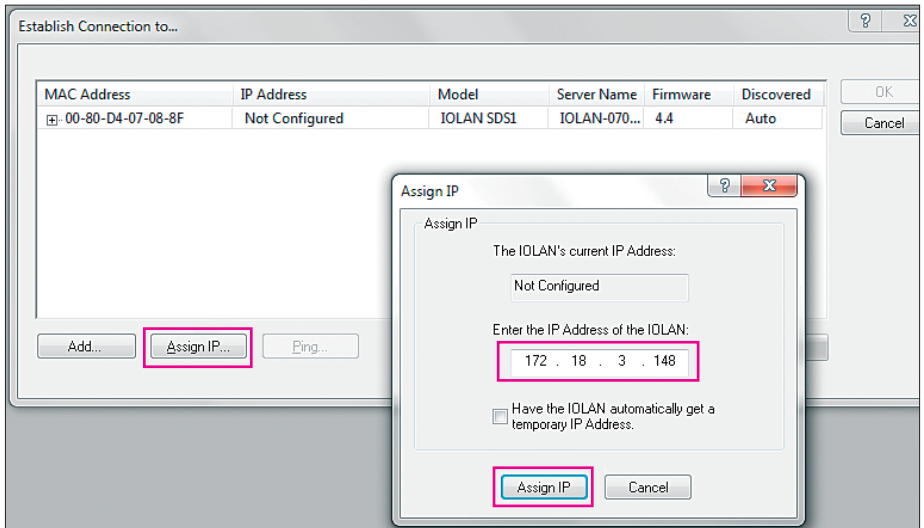 Establish Connection to...
MAC Address IP Address Model Server Name Firmware Discovered
00-80-D4-07-08-8F Not Configured IOLAN SDS1 IOLAN-070... 4.4 Auto
OK
Cancel
Assign IP
Assign IP
The IOLAN's current IP Address:
Not Configured
Enter the IP Address of the IOLAN:
172 . 18 . 3 . 148
Have the IOLAN automatically get a
temporary IP Address.
Assign IP Cancel
Add... Assign IP... Ping...